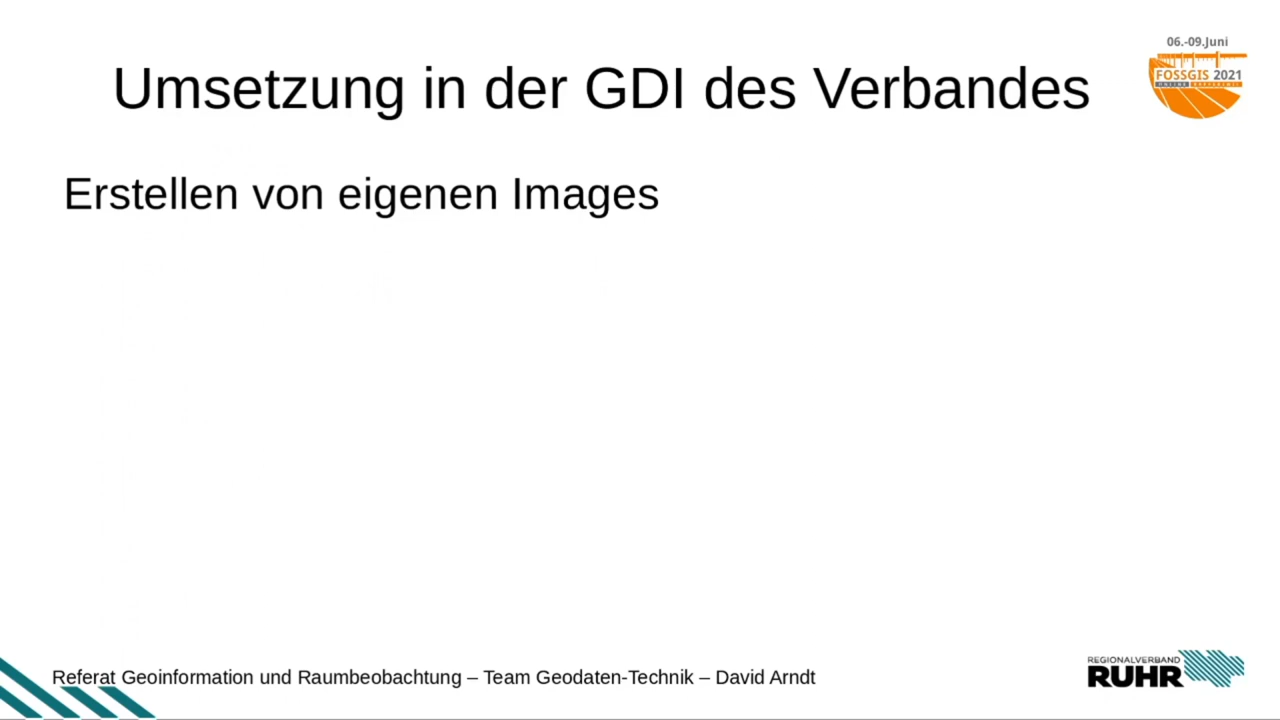 06.-09.Juni
FOSSGIS 2021
Umsetzung in der GDI des Verbandes
Erstellen von eigenen Images
Referat Geoinformation und Raumbeobachtung – Team Geodaten-Technik – David Arndt
REGIONALVERBAND
RUHR